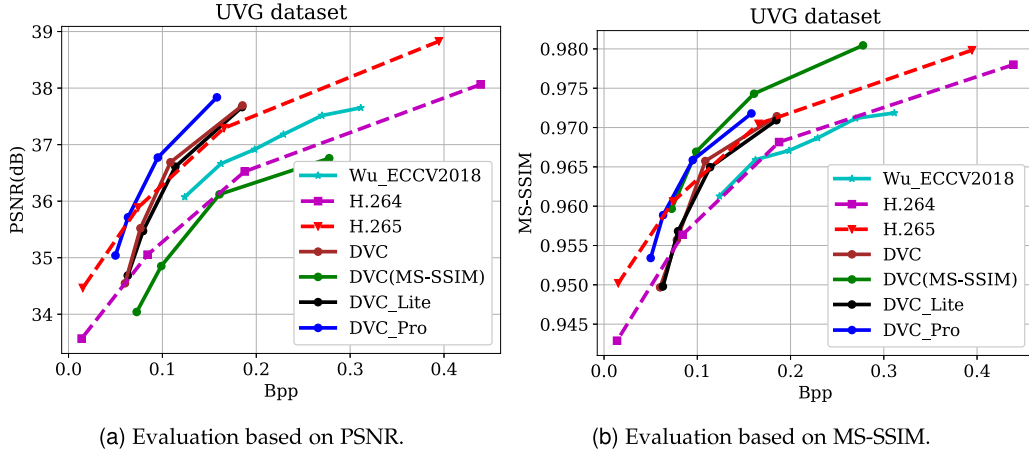 UVG dataset
PSNR(dB)
39
38
37
36
35
34
0.0 0.1 0.2 0.3 0.4
Bpp
Wu_ECCV2018
H.264
H.265
DVC
DVC(MS-SSIM)
DVC_Lite
DVC_Pro
(a) Evaluation based on PSNR.
UVG dataset
MS-SSIM
0.980
0.975
0.970
0.965
0.960
0.955
0.950
0.945
0.0 0.1 0.2 0.3 0.4
Bpp
Wu_ECCV2018
H.264
H.265
DVC
DVC(MS-SSIM)
DVC_Lite
DVC_Pro
(b) Evaluation based on MS-SSIM.